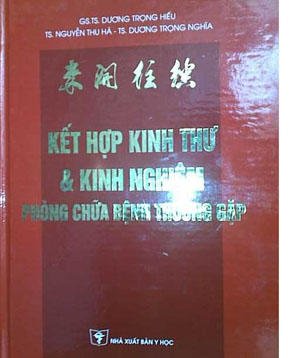 GS.TS. DƯƠNG TRỌNG HIẾU
TS. NGUYỄN THU HÀ - TS. DƯƠNG TRỌNG NGHĨA
KẾT HỢP KINH THƯ
& KINH NGHIỆM
PHÒNG CHỮA BỆNH THƯỜNG GẶP
NHÀ XUẤT BẢN Y HỌC